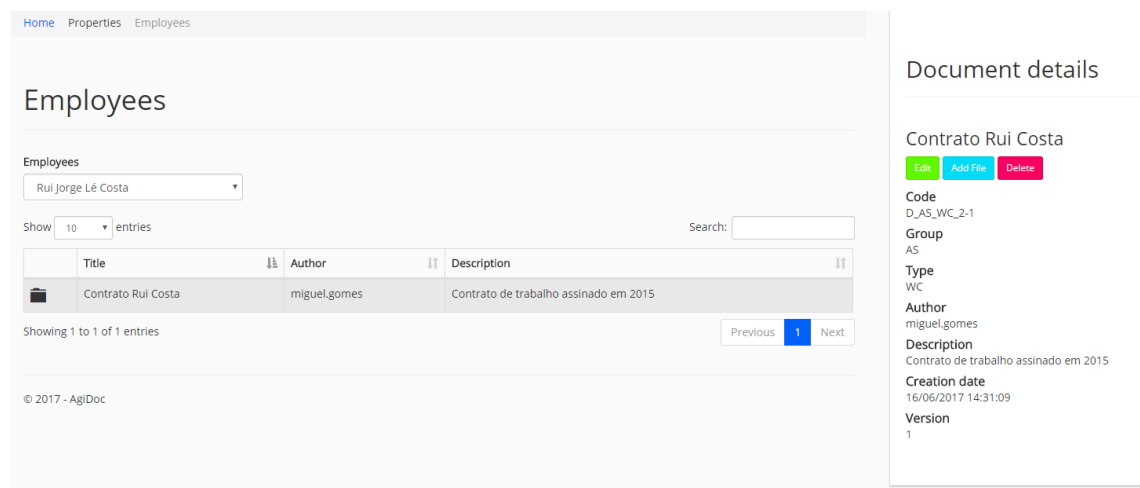 Home Properties Employees
Employees
Employees
Rui Jorge Lé Costa
Show 10 entries Search:
Title Author Description
Contrato Rui Costa miguel.gomes Contrato de trabalho assinado em 2015
Showing 1 to 1 of 1 entries Previous 1 Next
© 2017 - AgiDoc
Document details
Contrato Rui Costa
Edit Add File Delete
Code
D_AS_WC_2-1
Group
AS
Type
WC
Author
miguel.gomes
Description
Contrato de trabalho assinado em 2015
Creation date
16/06/2017 14:31:09
Version
1